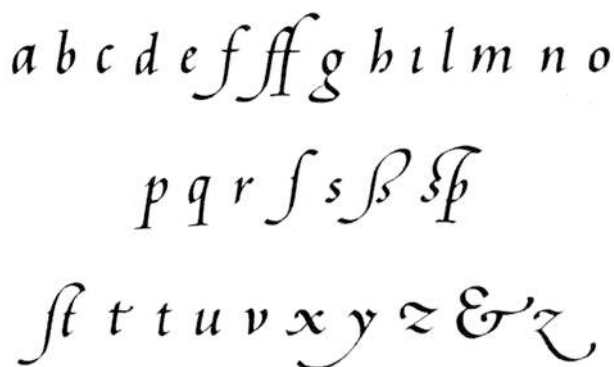 a b c d e f ff g h ı l m n o
p q r ſ s ß sp
ſt t t u v x y z & z